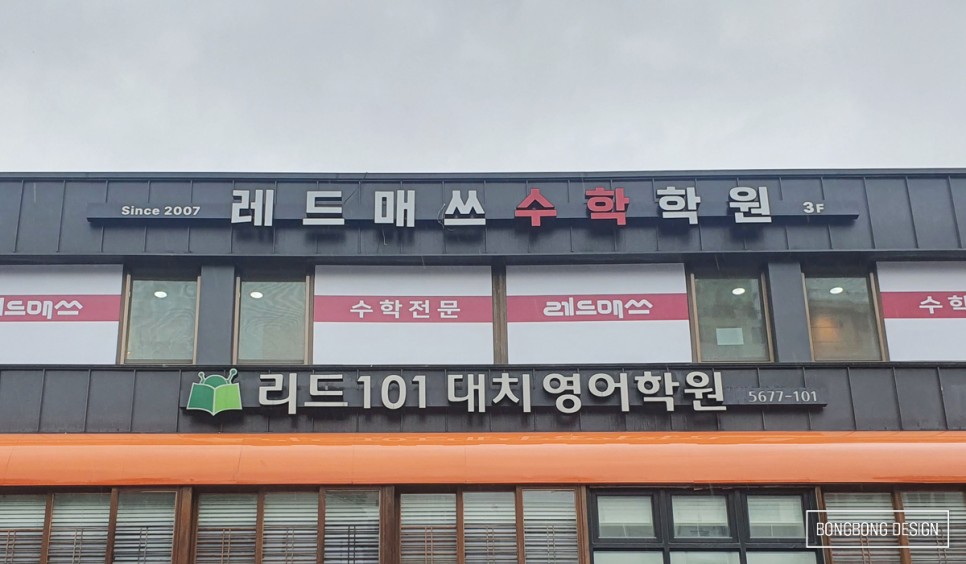 Since 2007 레드매쓰수학학원 3F
레드매쓰 수학전문 레드매쓰 수학
리드101 대치영어학원 5677-101
BONGBONG DESIGN